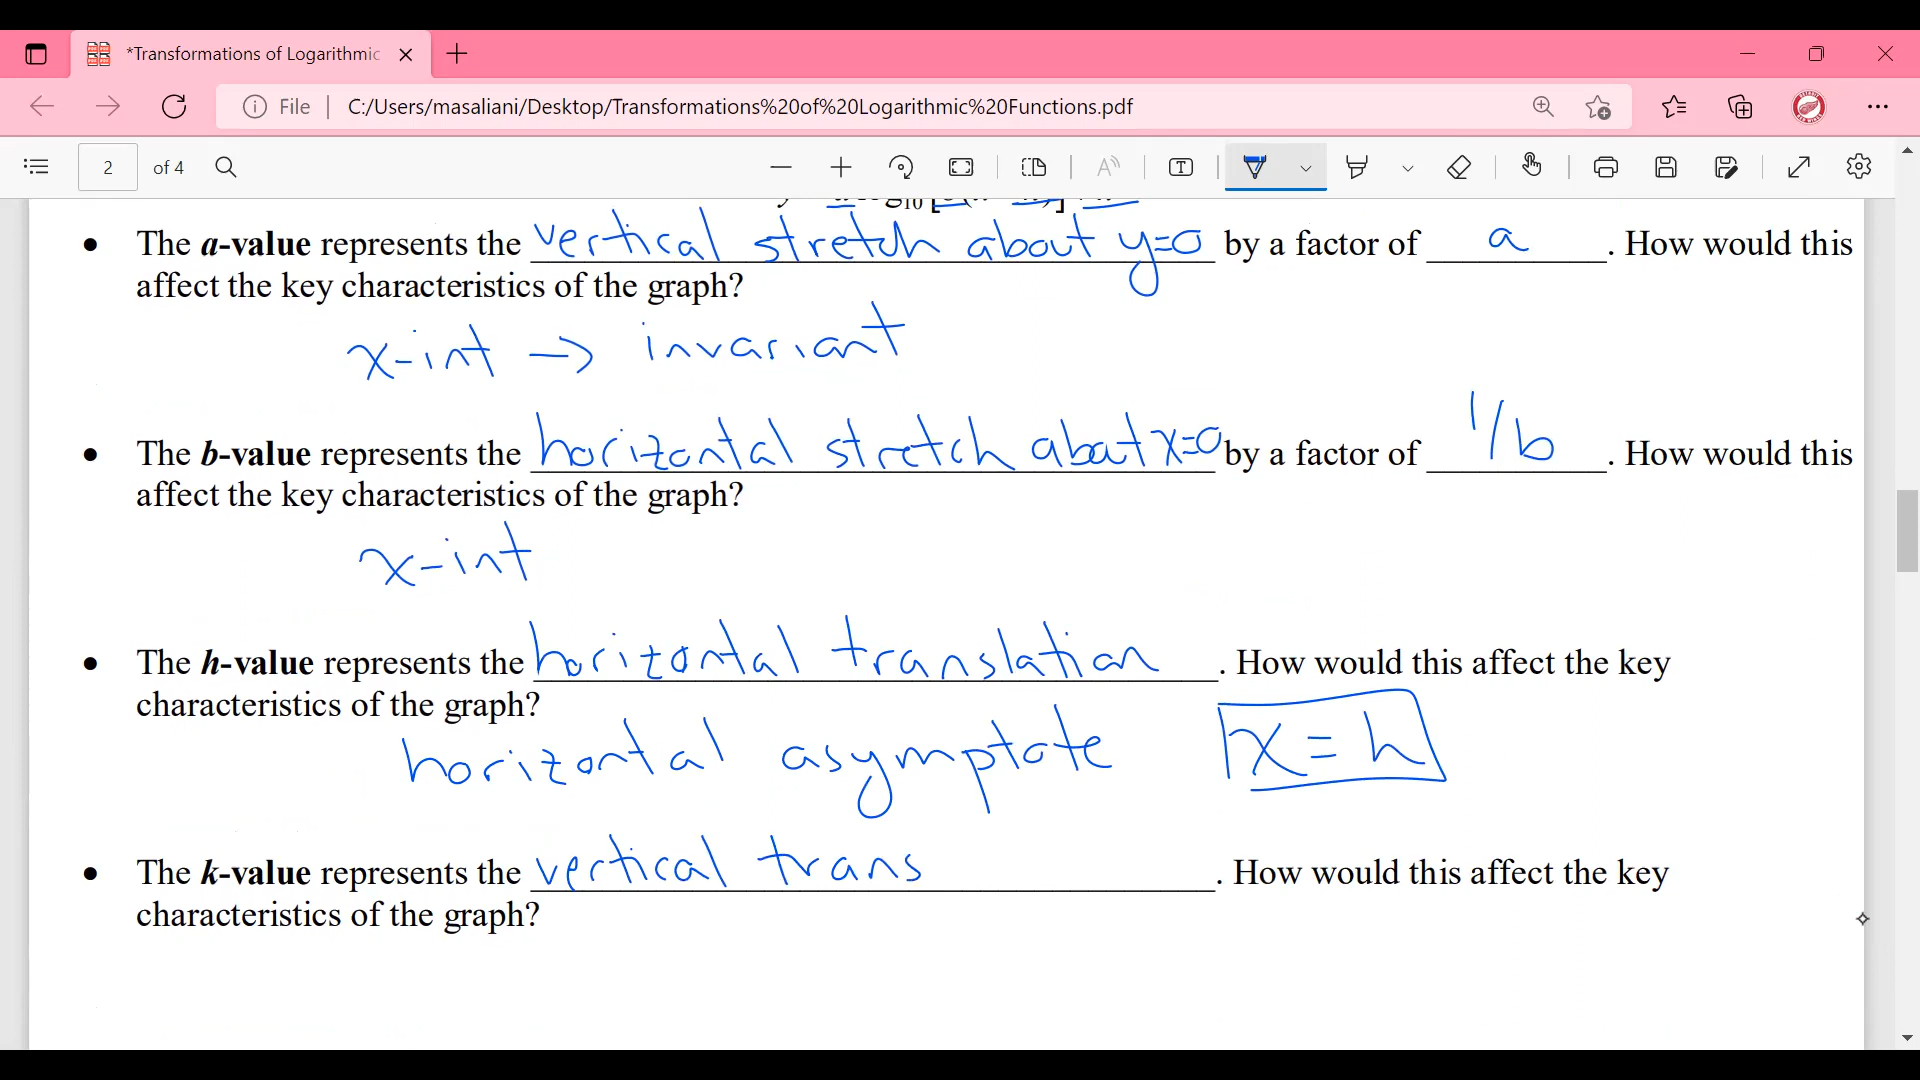 *Transformations of Logarithmic
File
C:/Users/masaliani/Desktop/Transformations%20of%20Logarithmic%20Functions.pdf
2 of 4
The a-value represents the vertical stretch about y=0 by a factor of a. How would this
affect the key characteristics of the graph?
x-int → invariant
The b-value represents the horizontal stretch about x=0 by a factor of 1/b. How would this
affect the key characteristics of the graph?
x-int
The h-value represents the horizontal translation. How would this affect the key
characteristics of the graph?
horizontal asymptote x = h
The k-value represents the vertical trans. How would this affect the key
characteristics of the graph?